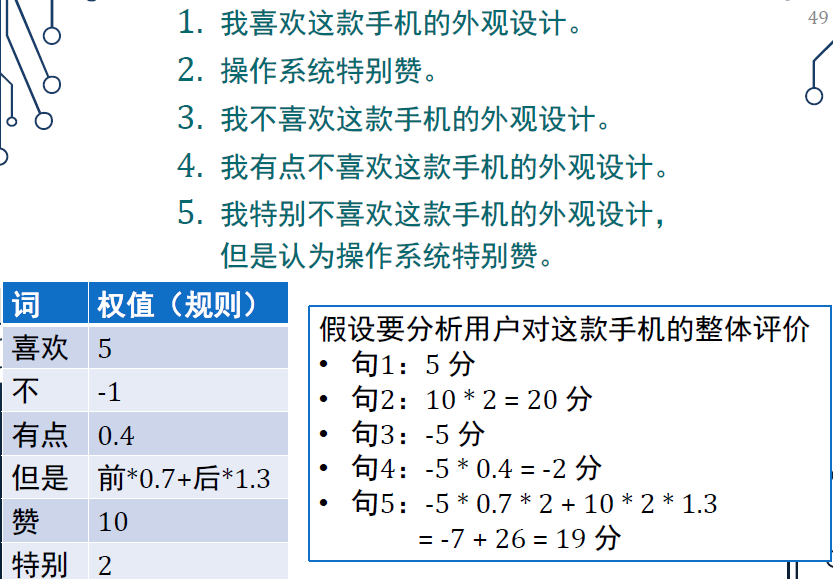 49
1. 我喜欢这款手机的外观设计。
2. 操作系统特别赞。
3. 我不喜欢这款手机的外观设计。
4. 我有点不喜欢这款手机的外观设计。
5. 我特别不喜欢这款手机的外观设计，
但是认为操作系统特别赞。
词 权值（规则）
喜欢 5
不 -1
有点 0.4
但是 前*0.7+后*1.3
赞 10
特别 2
假设要分析用户对这款手机的整体评价
• 句1：5 分
• 句2：10 * 2 = 20 分
• 句3：-5 分
• 句4：-5 * 0.4 = -2 分
• 句5：-5 * 0.7 * 2 + 10 * 2 * 1.3
= -7 + 26 = 19 分